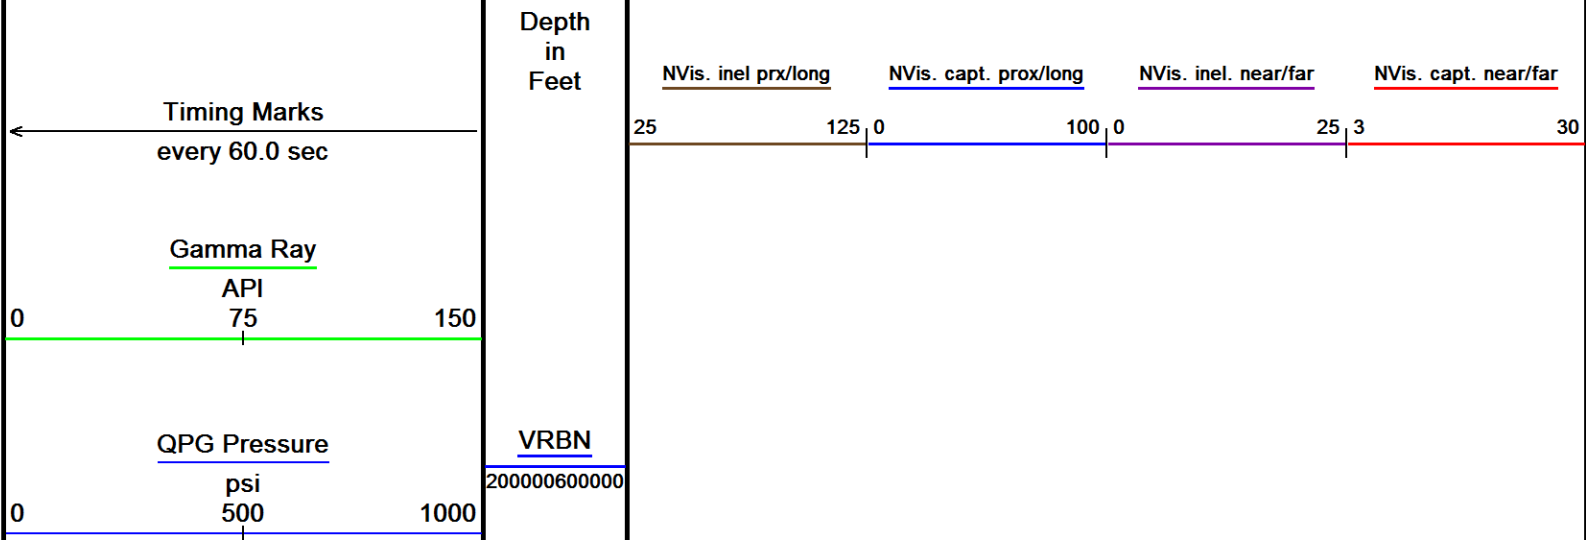 Timing Marks
every 60.0 sec
Gamma Ray
API
0 75 150
QPG Pressure
psi
0 500 1000
Depth
in
Feet
VRBN
200000600000
NVis. inel prx/long
25 125
NVis. capt. prox/long
0 100
NVis. inel. near/far
0 25
NVis. capt. near/far
3 30